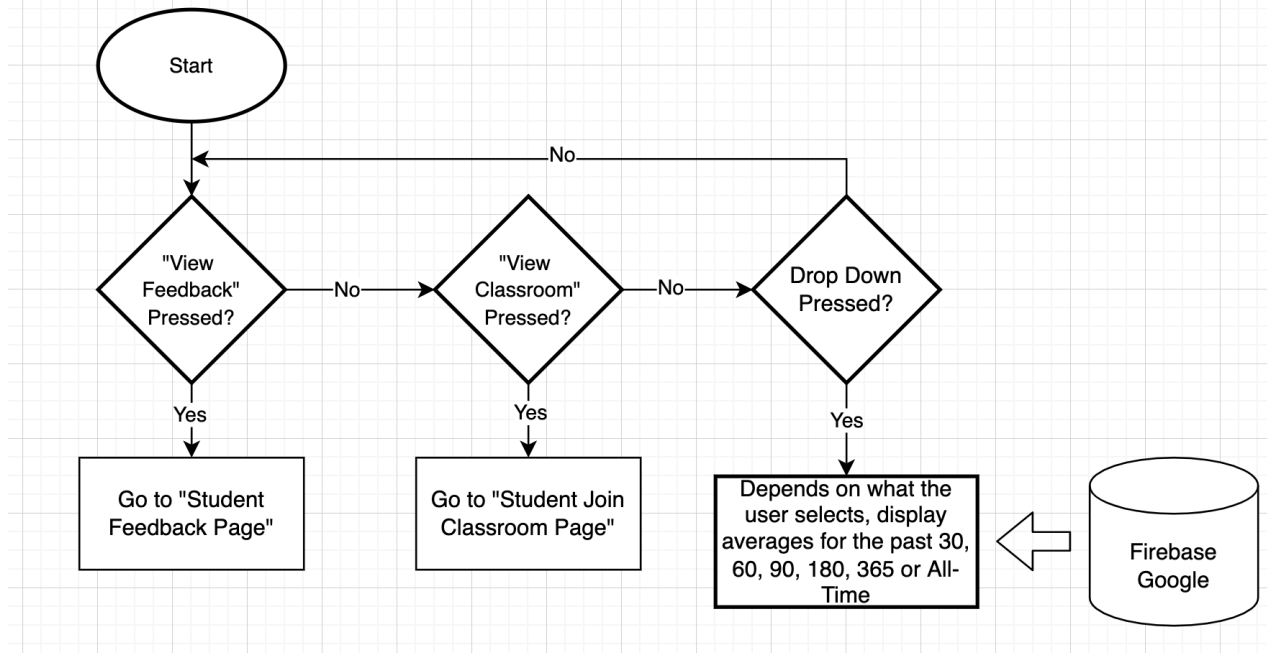 Start
No
"View
Feedback"
Pressed?
No
"View
Classroom"
Pressed?
No
Drop Down
Pressed?
Yes
Yes
Yes
Go to "Student
Feedback Page"
Go to "Student Join
Classroom Page"
Depends on what the
user selects, display
averages for the past 30,
60, 90, 180, 365 or All-
Time
Firebase
Google